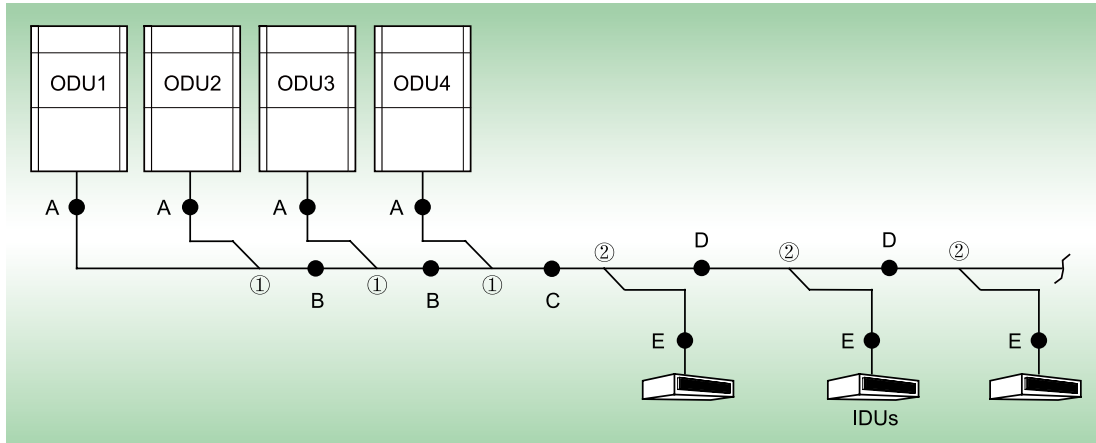 ODU1 ODU2 ODU3 ODU4
A A A A
② D ② D ②
① B ① B ① C
E E E
IDUs